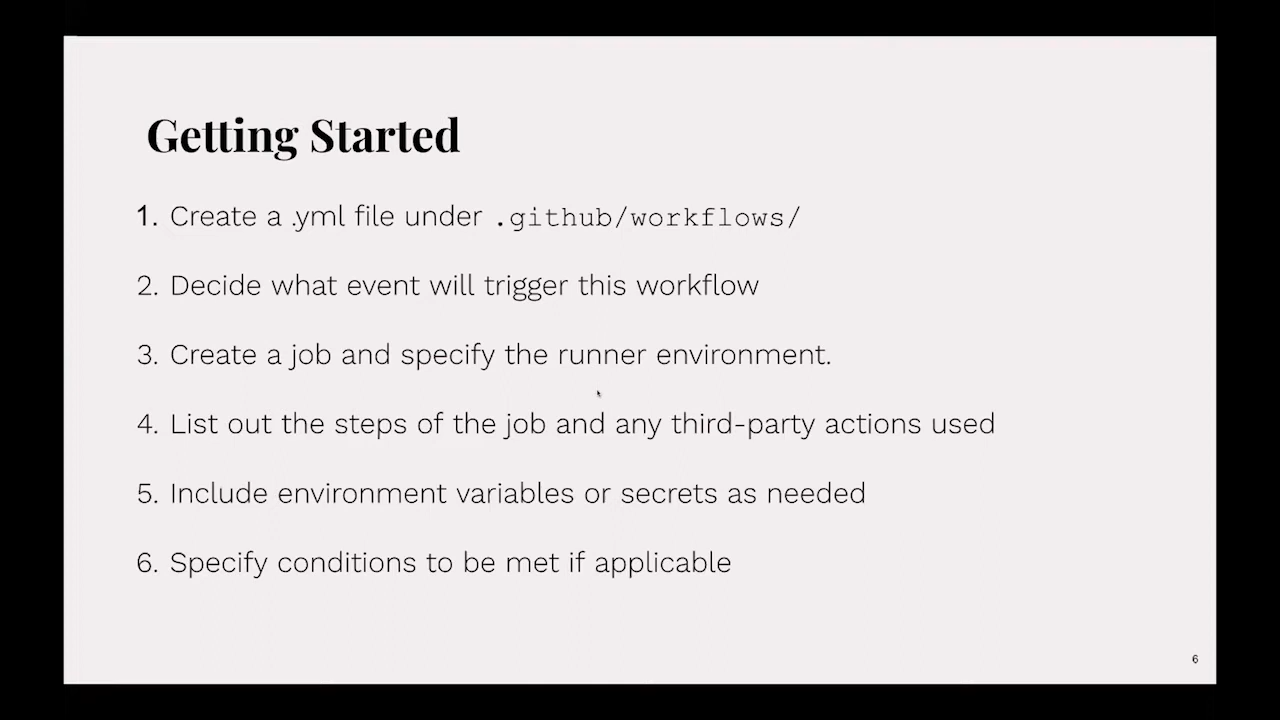 Getting Started
1. Create a .yml file under .github/workflows/
2. Decide what event will trigger this workflow
3. Create a job and specify the runner environment.
4. List out the steps of the job and any third-party actions used
5. Include environment variables or secrets as needed
6. Specify conditions to be met if applicable
6